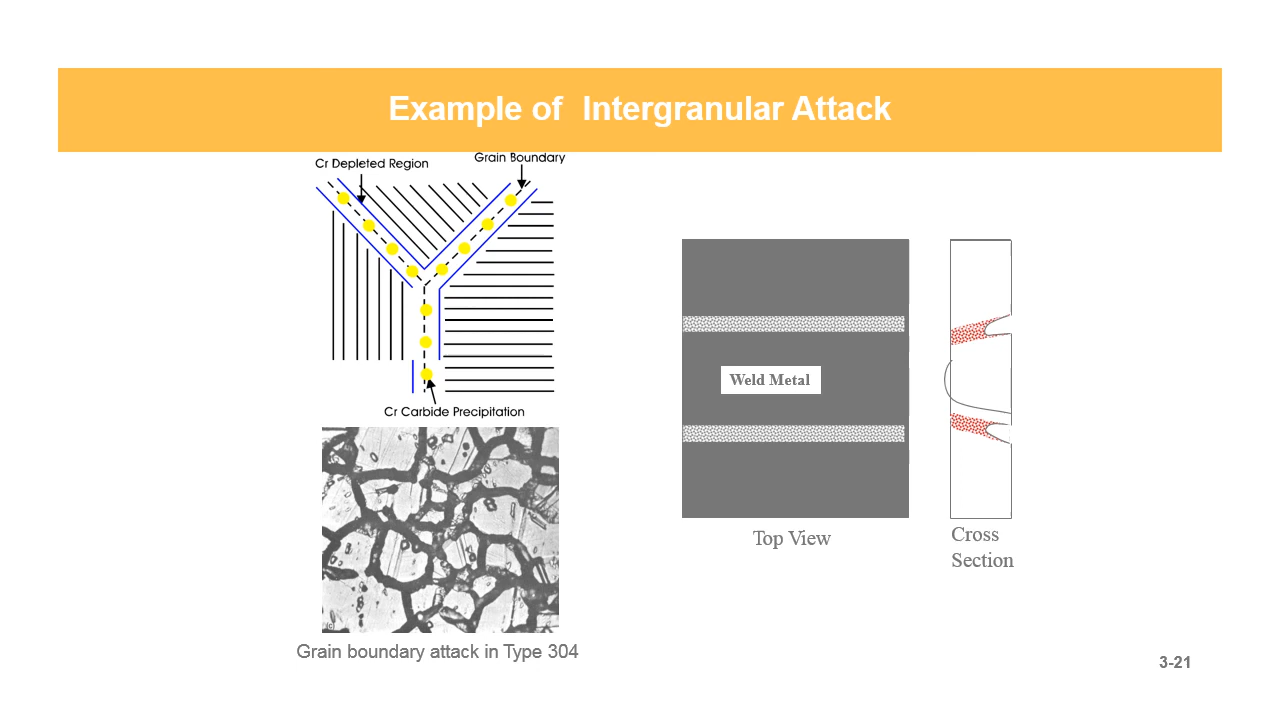 Example of  Intergranular Attack
Cr Depleted Region
Grain Boundary
Cr Carbide Precipitation
Grain boundary attack in Type 304
Weld Metal
Top View
Cross
Section
3-21